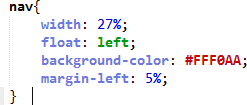 nav{
width: 27%;
float: left;
background-color: #FFF0AA;
margin-left: 5%;
}